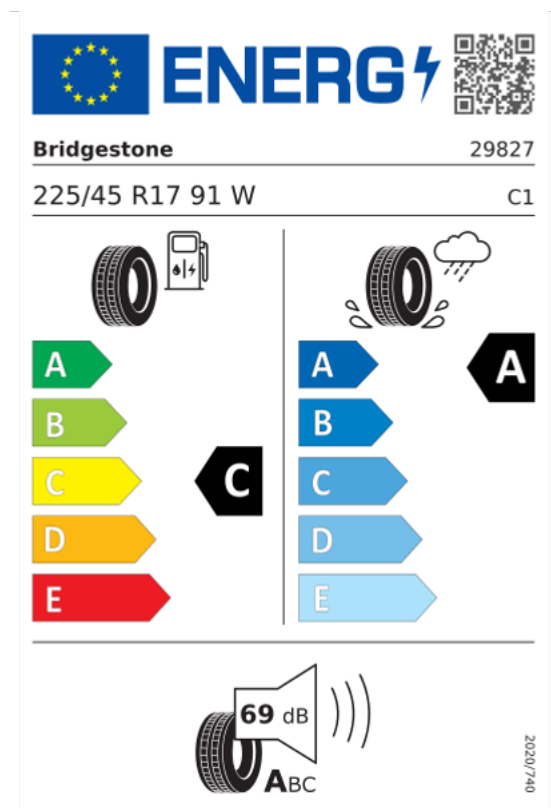 ENERG
Bridgestone 29827
225/45 R17 91 W C1
A A A
B B
C C C
D D
E E
69 dB
ABC
2020/740